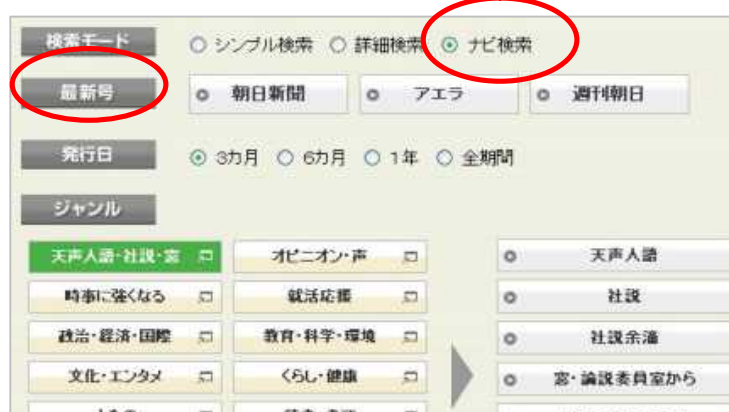 検索モード シンプル検索 詳細検索 ナビ検索
最新号 朝日新聞 アエラ 週刊朝日
発行日 3カ月 6カ月 1年 全期間
ジャンル
天声人語・社説・窓 オピニオン・声 天声人語
時事に強くなる 就活応援 社説
政治・経済・国際 教育・科学・環境 社説余滴
文化・エンタメ くらし・健康 窓・論説委員室から